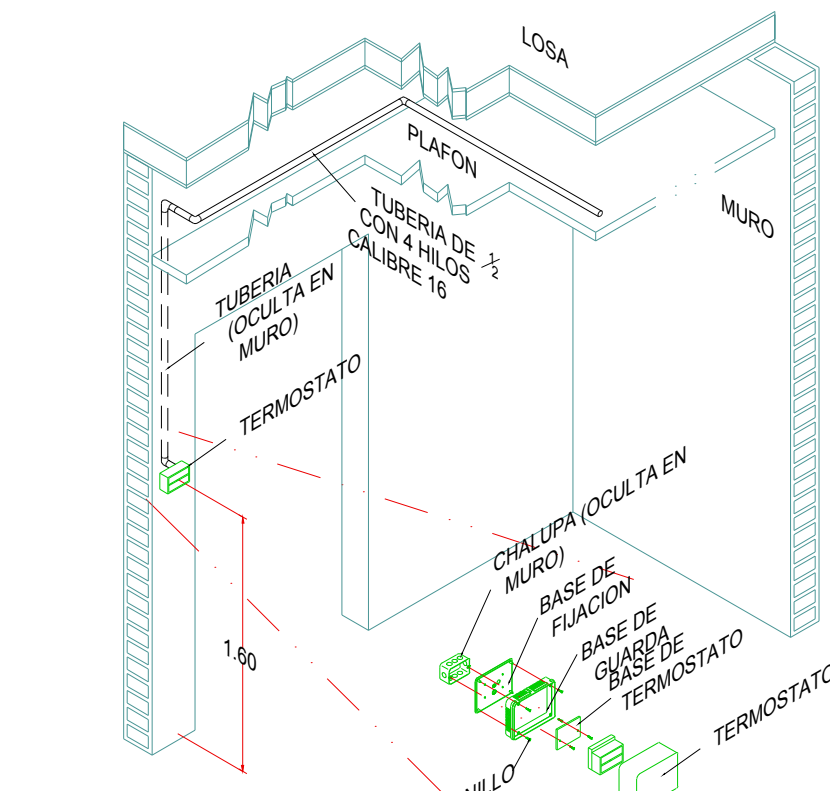 LOSA
PLAFON
MURO
TUBERIA DE 1/2
CON 4 HILOS
CALIBRE 16
TUBERIA
(OCULTA EN
MURO)
TERMOSTATO
1.60
CHALUPA (OCULTA EN
MURO)
BASE DE
FIJACION
BASE DE
GUARDA
BASE DE
TERMOSTATO
TERMOSTATO